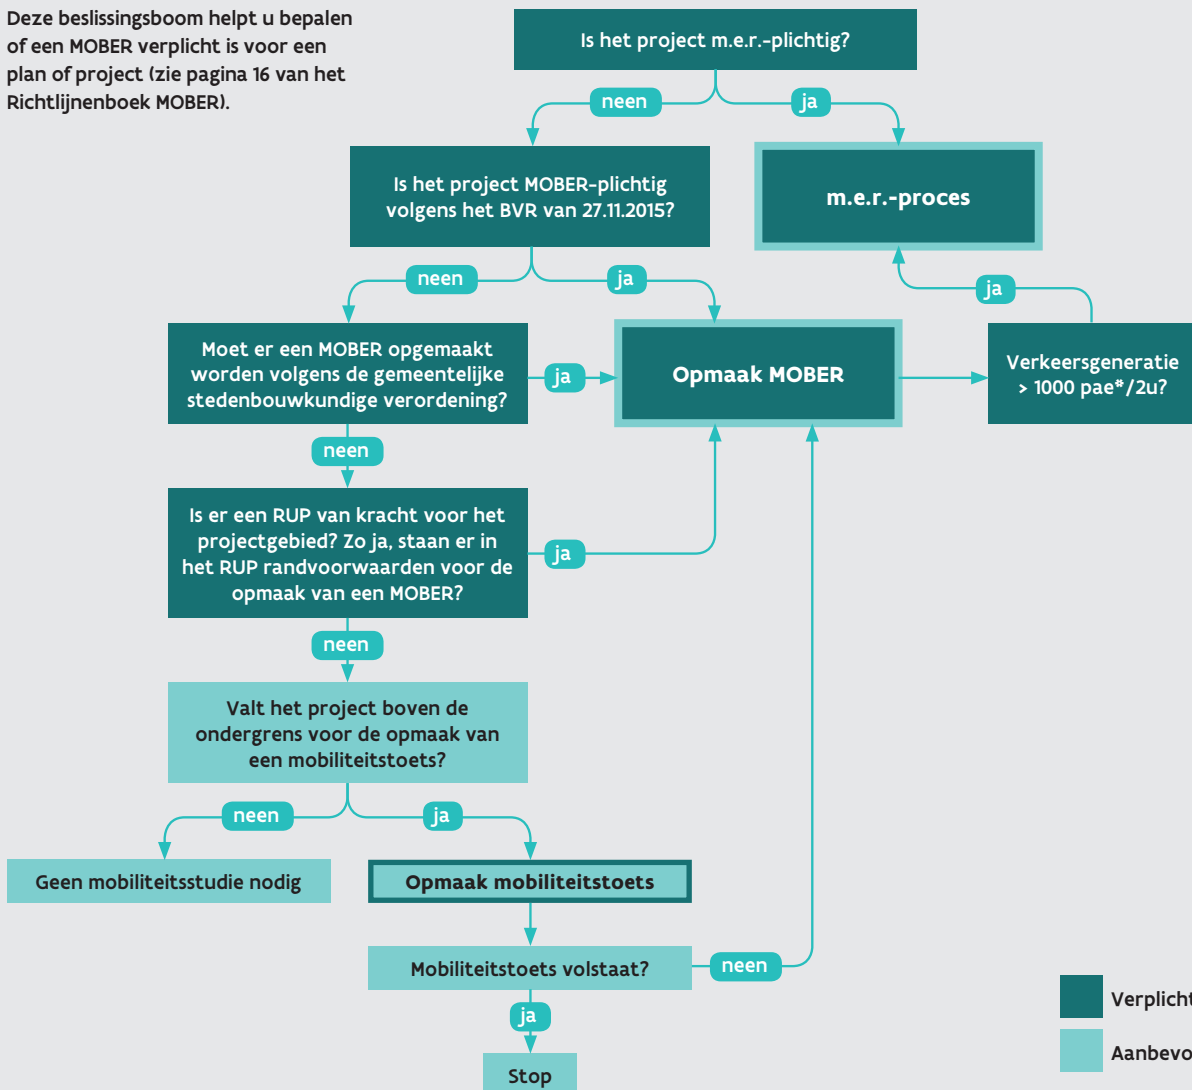 Deze beslissingsboom helpt u bepalen
of een MOBER verplicht is voor een
plan of project (zie pagina 16 van het
Richtlijnenboek MOBER).
Is het project m.e.r.-plichtig?
neen
ja
Is het project MOBER-plichtig
volgens het BVR van 27.11.2015?
m.e.r.-proces
neen
ja
ja
Moet er een MOBER opgemaakt
worden volgens de gemeentelijke
stedenbouwkundige verordening?
ja
Opmaak MOBER
Verkeersgeneratie
> 1000 pae*/2u?
neen
Is er een RUP van kracht voor het
projectgebied? Zo ja, staan er in
het RUP randvoorwaarden voor de
opmaak van een MOBER?
ja
neen
Valt het project boven de
ondergrens voor de opmaak van
een mobiliteitstoets?
neen
ja
Geen mobiliteitsstudie nodig
Opmaak mobiliteitstoets
Mobiliteitstoets volstaat?
neen
ja
Stop
Verplicht
Aanbevo